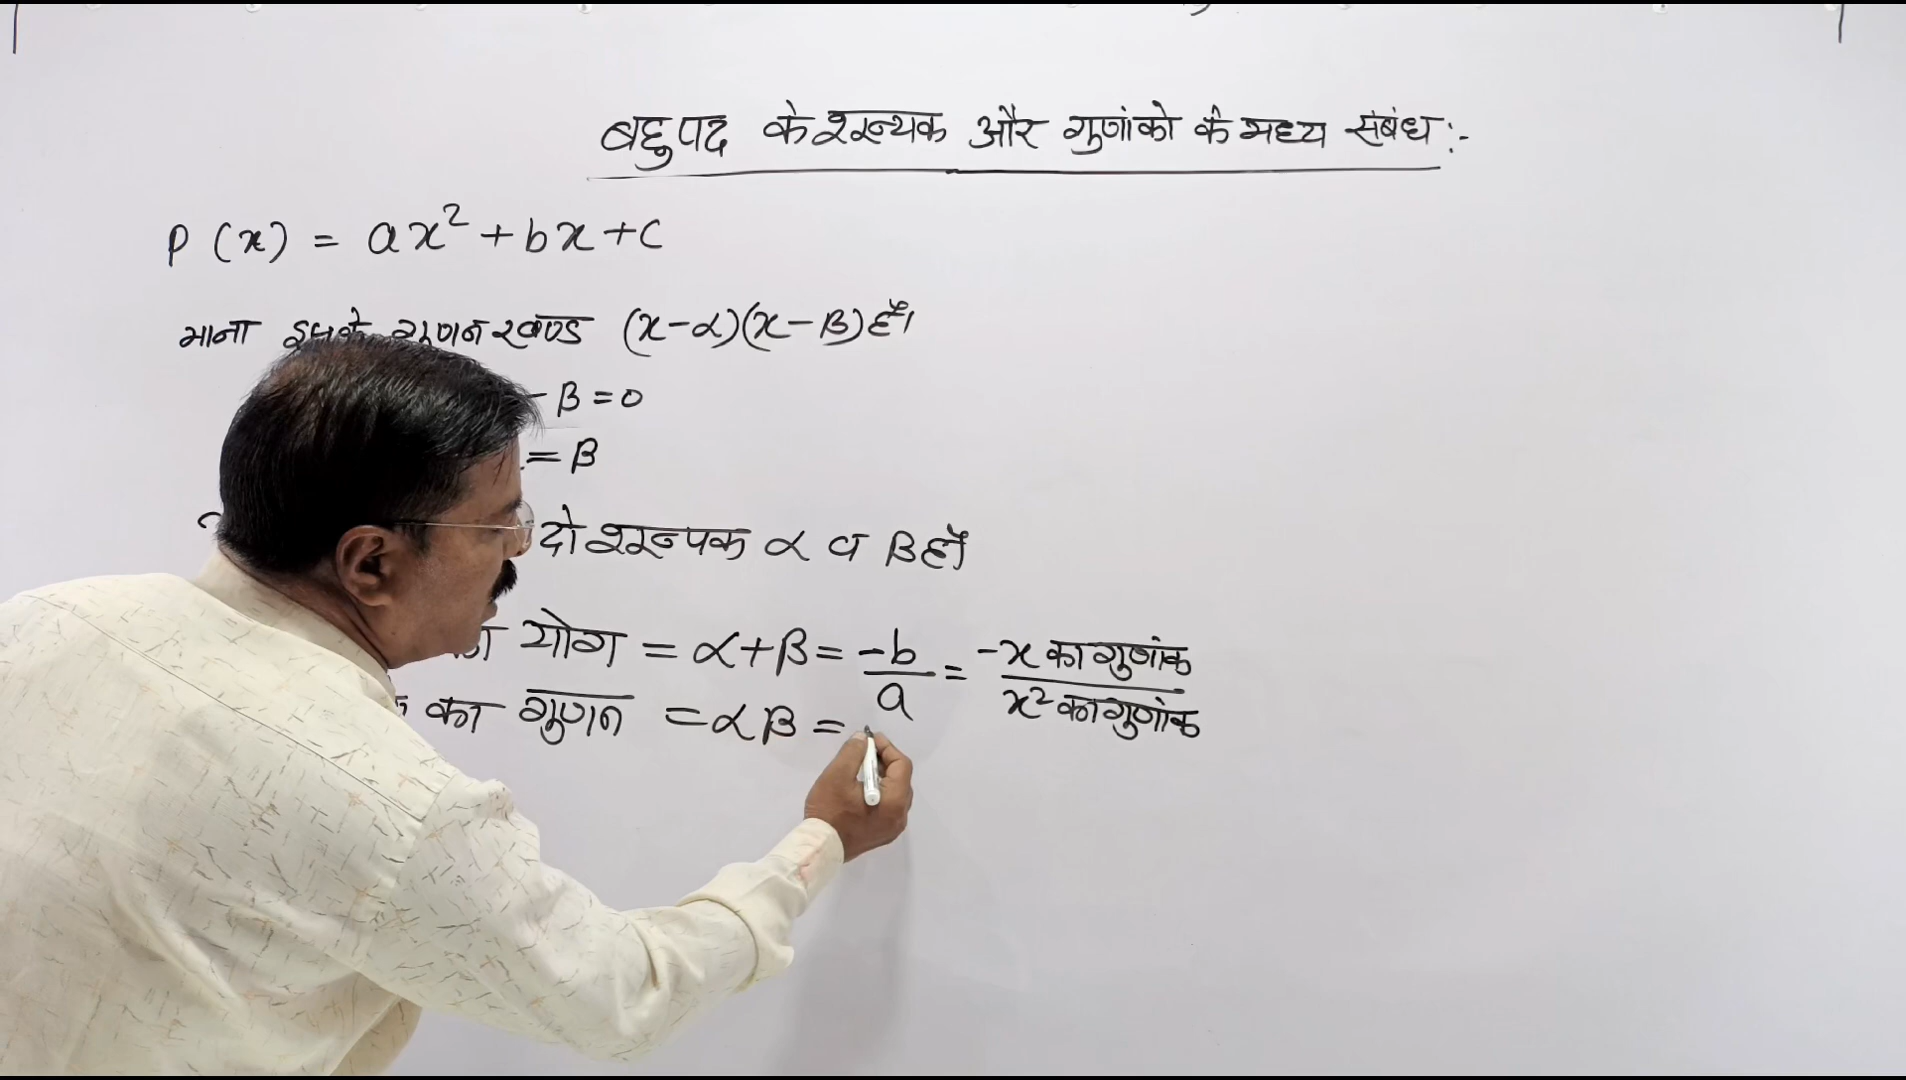 बहुपद के शून्यक और गुणांको के मध्य संबंध:-
P(x) = ax² + bx + c
माना इसके गुणनखण्ड (x-α)(x-β) हैं।
- β = 0
= β
दो शून्यक α व β हैं
का योग = α+β = -b/a = -x का गुणांक/x² का गुणांक
का गुणन = αβ =